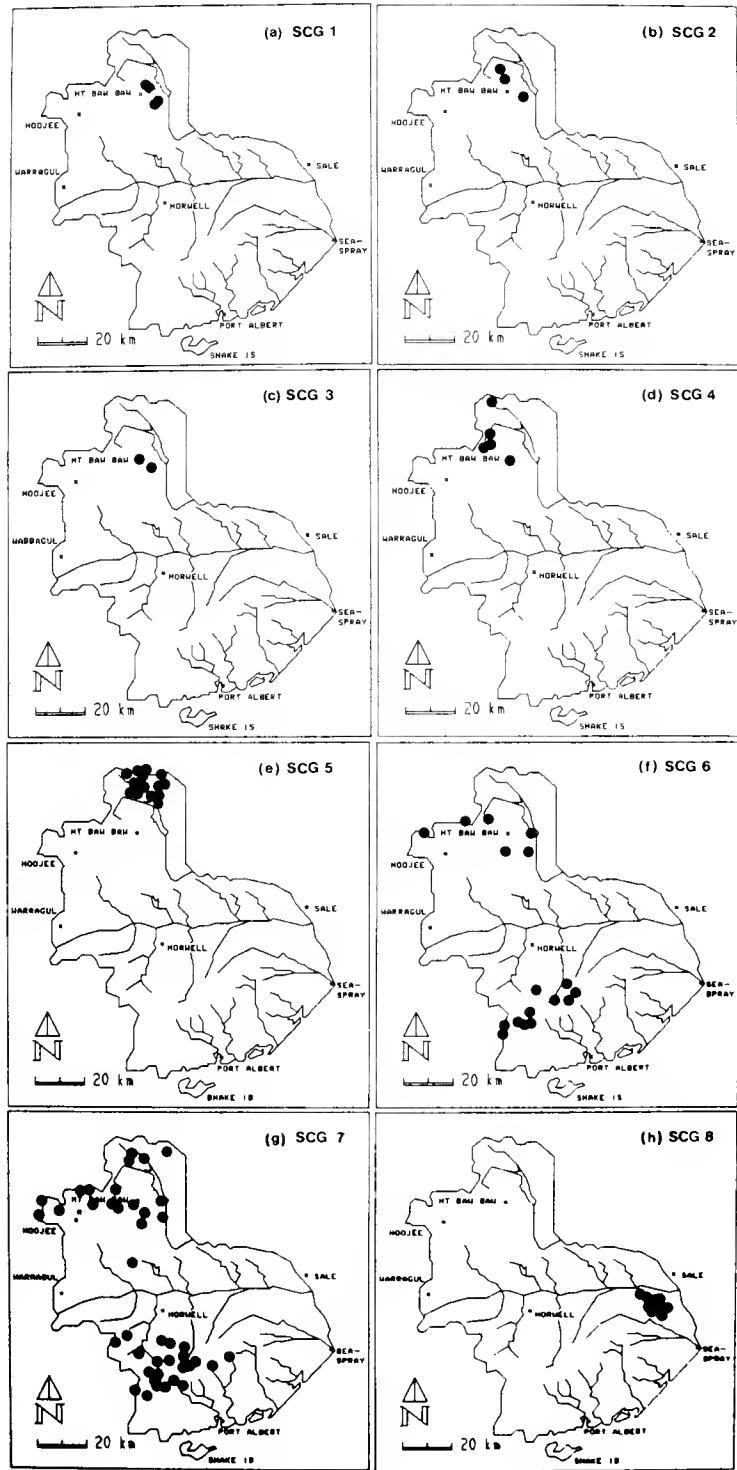 (a) SCG 1
MT BAW BAW
NOOJEE
WARRAGUL
SALE
MORWELL
SEA-
SPRAY
N
20 km
PORT ALBERT
SNAKE IS
(b) SCG 2
MT BAW BAW
NOOJEE
WARRAGUL
SALE
MORWELL
SEA-
SPRAY
N
20 km
PORT ALBERT
SNAKE IS
(c) SCG 3
MT BAW BAW
NOOJEE
WARRAGUL
SALE
MORWELL
SEA-
SPRAY
N
20 km
PORT ALBERT
SNAKE IS
(d) SCG 4
MT BAW BAW
NOOJEE
WARRAGUL
SALE
MORWELL
SEA-
SPRAY
N
20 km
PORT ALBERT
SNAKE IS
(e) SCG 5
MT BAW BAW
NOOJEE
WARRAGUL
SALE
MORWELL
SEA-
SPRAY
N
20 km
PORT ALBERT
SNAKE IS
(f) SCG 6
MT BAW BAW
NOOJEE
WARRAGUL
SALE
MORWELL
SEA-
SPRAY
N
20 km
PORT ALBERT
SNAKE IS
(g) SCG 7
MT BAW BAW
NOOJEE
WARRAGUL
SALE
MORWELL
SEA-
SPRAY
N
20 km
PORT ALBERT
SNAKE IS
(h) SCG 8
MT BAW BAW
NOOJEE
WARRAGUL
SALE
MORWELL
SEA-
SPRAY
N
20 km
PORT ALBERT
SNAKE IS